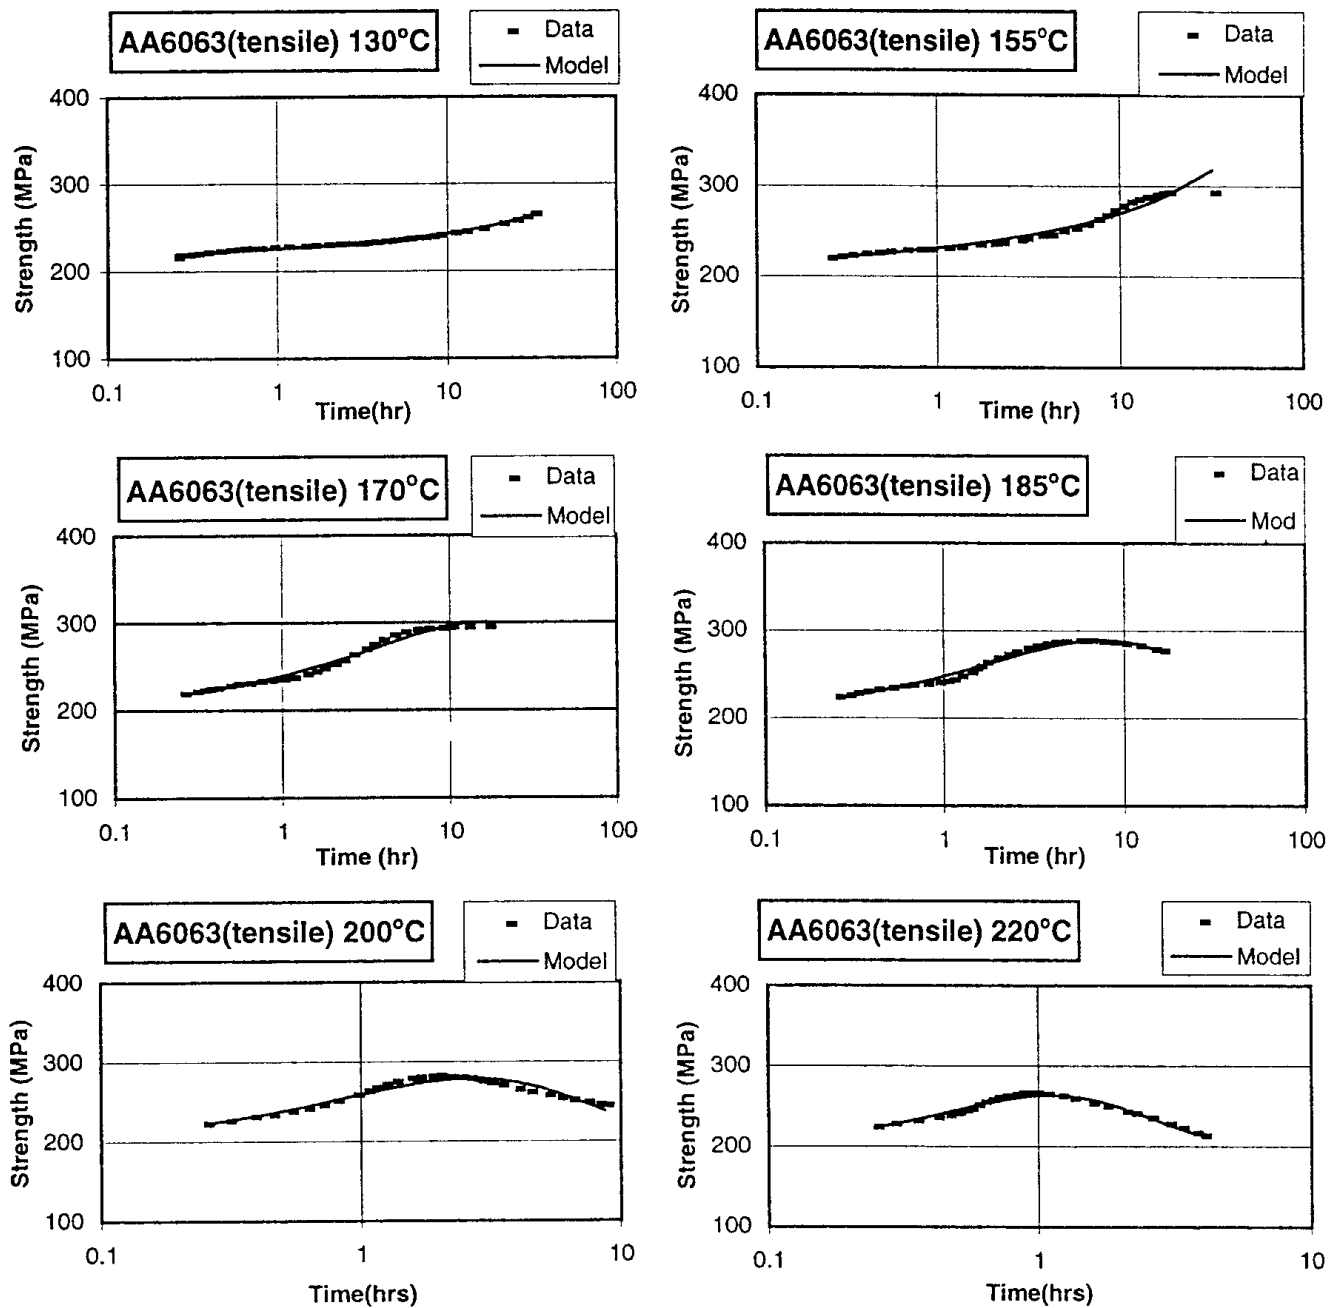 AA6063(tensile) 130°C
Data
Model
400
300
200
100
Strength (MPa)
0.1
1
10
100
Time(hr)
AA6063(tensile) 155°C
Data
Model
400
300
200
100
Strength (MPa)
0.1
1
10
100
Time (hr)
AA6063(tensile) 170°C
Data
Model
400
300
200
100
Strength (MPa)
0.1
1
10
100
Time (hr)
AA6063(tensile) 185°C
Data
Mod
400
300
200
100
Strength (MPa)
0.1
1
10
100
Time (hr)
AA6063(tensile) 200°C
Data
Model
400
300
200
100
Strength (MPa)
0.1
1
10
Time(hrs)
AA6063(tensile) 220°C
Data
Model
400
300
200
100
Strength (MPa)
0.1
1
10
Time(hrs)